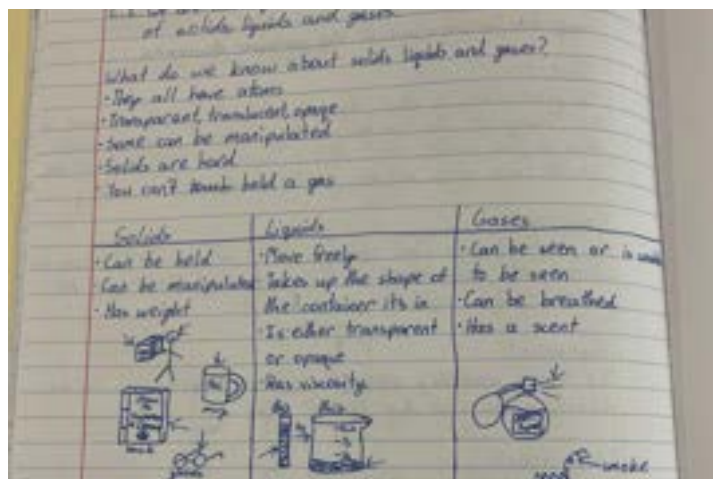 of solids liquids and gases
What do we know about solids liquids and gases?
• They all have atoms
• Transparent, translucent, opaque
• Some can be manipulated
• Solids are hard
• You can't hold a gas
Solids
• Can be held
• Can be manipulated
• Has weight
Liquids
• Move freely
• Takes up the shape of
the container its in
• Is either transparent
or opaque
• Has viscosity
Gases
• Can be seen or
to be seen
• Can be breathed
• Has a scent
smoke